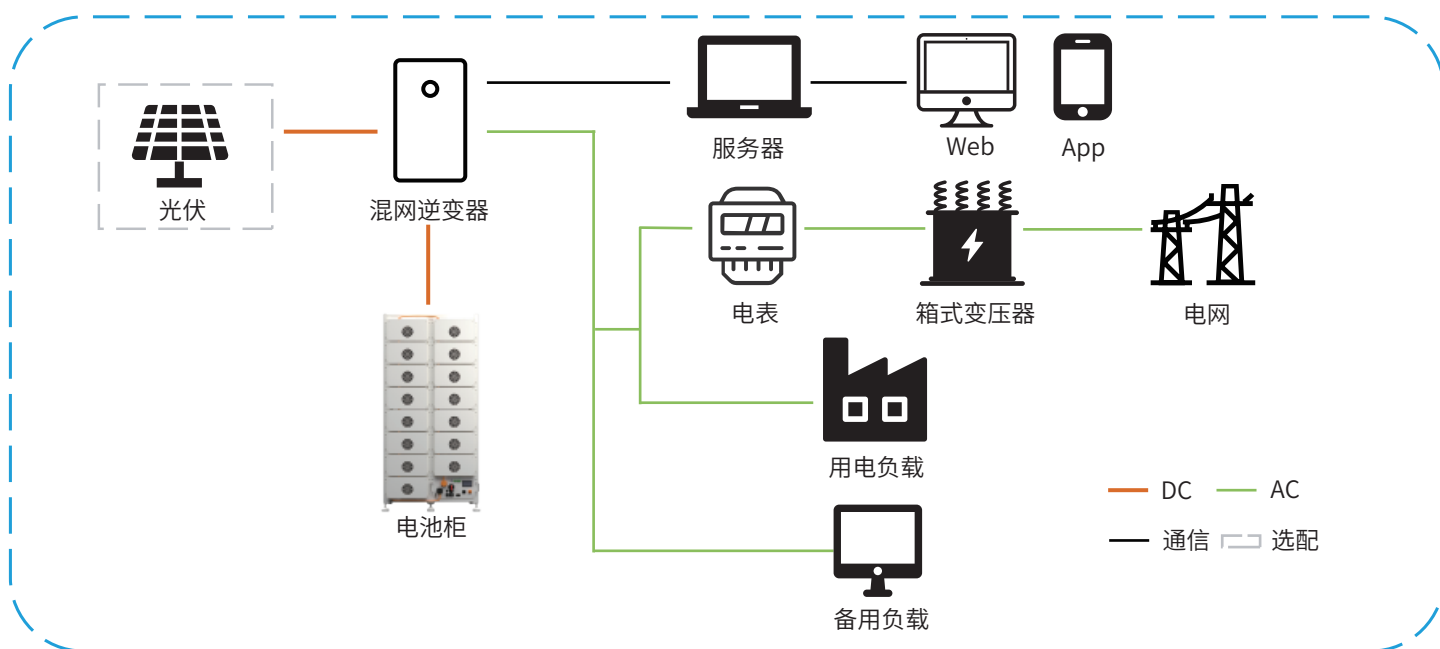 服务器
Web
App
光伏
混网逆变器
电表
箱式变压器
电网
用电负载
电池柜
DC
AC
通信
选配
备用负载